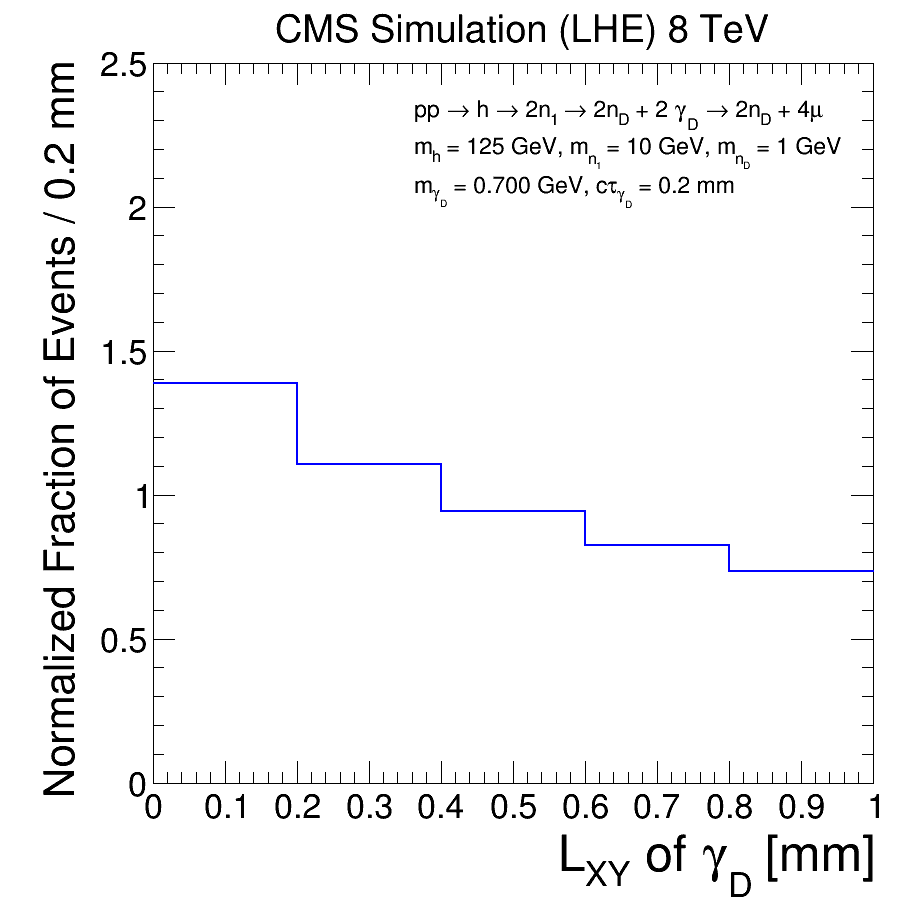 CMS Simulation (LHE) 8 TeV
pp → h → 2n1 → 2nD + 2 γD → 2nD + 4μ
mh = 125 GeV, mn1 = 10 GeV, mnD = 1 GeV
mγD = 0.700 GeV, cτγD = 0.2 mm
Normalized Fraction of Events / 0.2 mm
2.5
2
1.5
1
0.5
0
0 0.1 0.2 0.3 0.4 0.5 0.6 0.7 0.8 0.9 1
LXY of γD [mm]